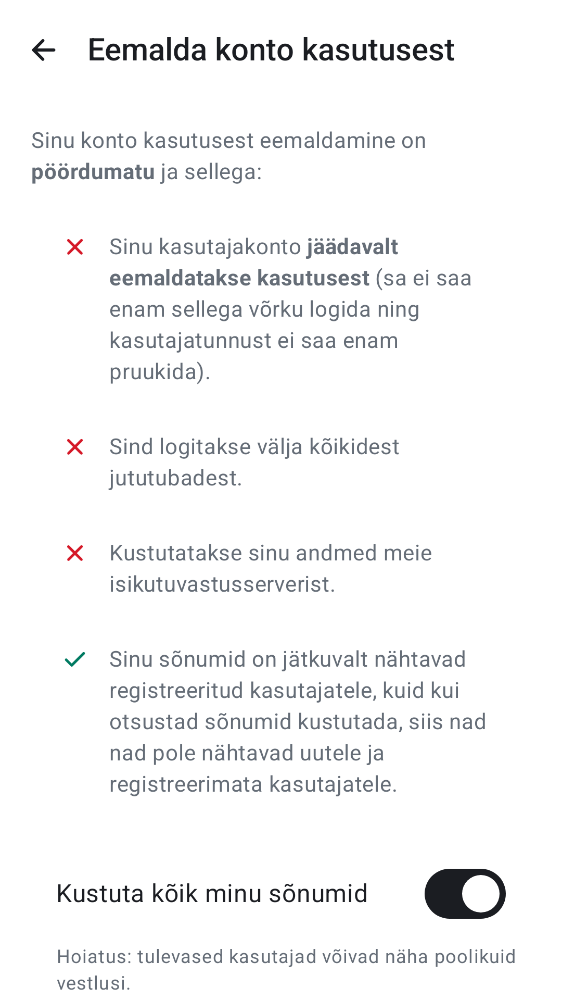 Eemalda konto kasutusest
Sinu konto kasutusest eemaldamine on
pöördumatu ja sellega:
Sinu kasutajakonto jäädavalt
eemaldatakse kasutusest (sa ei saa
enam sellega võrku logida ning
kasutajatunnust ei saa enam
pruukida).
Sind logitakse välja kõikidest
jututubadest.
Kustutatakse sinu andmed meie
isikutuvastusserverist.
Sinu sõnumid on jätkuvalt nähtavad
registreeritud kasutajatele, kuid kui
otsustad sõnumid kustutada, siis nad
nad pole nähtavad uutele ja
registreerimata kasutajatele.
Kustuta kõik minu sõnumid
Hoiatus: tulevased kasutajad võivad näha poolikuid
vestlusi.